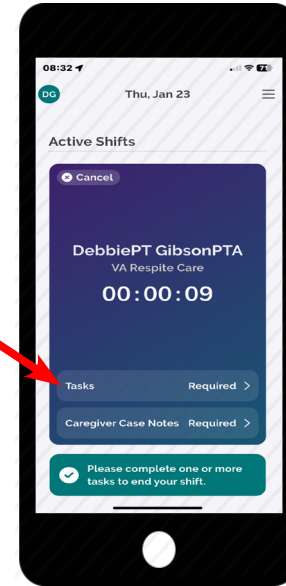 08:32
71
DG
Thu, Jan 23
Active Shifts
Cancel
DebbiePT GibsonPTA
VA Respite Care
00:00:09
Tasks Required >
Caregiver Case Notes Required >
Please complete one or more
tasks to end your shift.